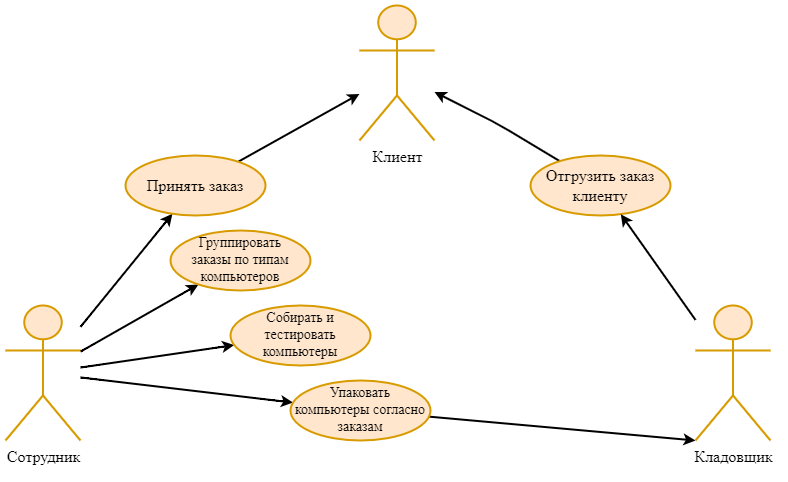 Клиент
Принять заказ
Отгрузить заказ
клиенту
Группировать
заказы по типам
компьютеров
Собирать и
тестировать
компьютеры
Упаковать
компьютеры согласно
заказам
Сотрудник
Кладовщик